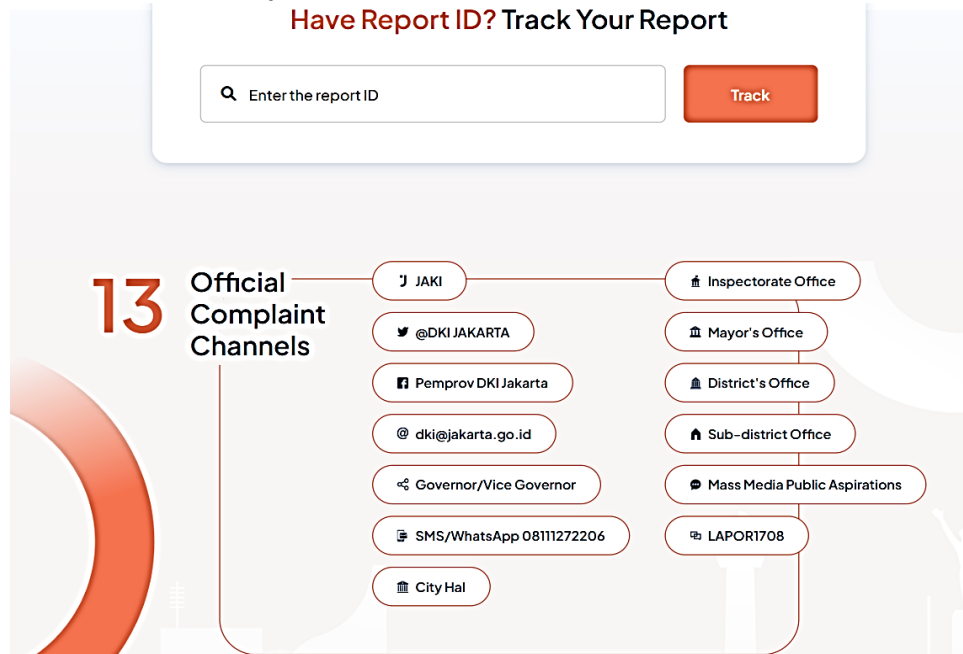 Have Report ID? Track Your Report
Enter the report ID
Track
13
Official
Complaint
Channels
JAKI
@DKI JAKARTA
Pemprov DKI Jakarta
@ dki@jakarta.go.id
Governor/Vice Governor
SMS/WhatsApp 08111272206
City Hal
Inspectorate Office
Mayor's Office
District's Office
Sub-district Office
Mass Media Public Aspirations
LAPOR1708